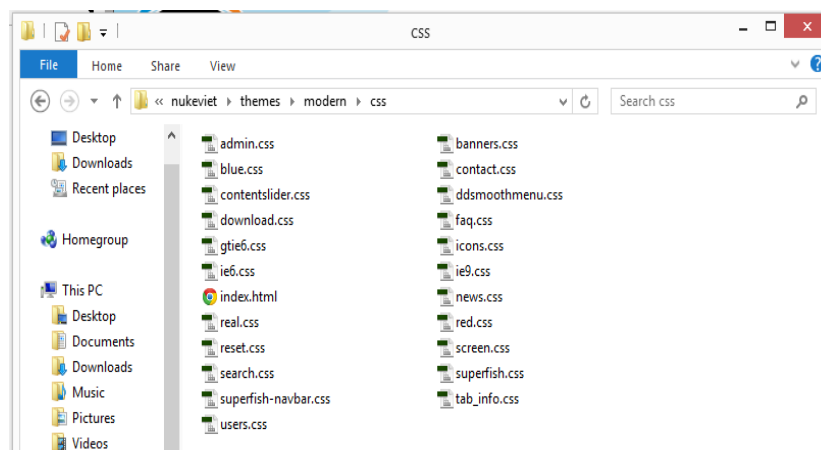 css
File Home Share View
« nukeviet themes modern css Search css
Desktop
Downloads
Recent places
Homegroup
This PC
Desktop
Documents
Downloads
Music
Pictures
Videos
admin.css banners.css
blue.css contact.css
contentslider.css ddsmoothmenu.css
download.css faq.css
gtie6.css icons.css
ie6.css ie9.css
index.html news.css
real.css red.css
reset.css screen.css
search.css superfish.css
superfish-navbar.css tab_info.css
users.css